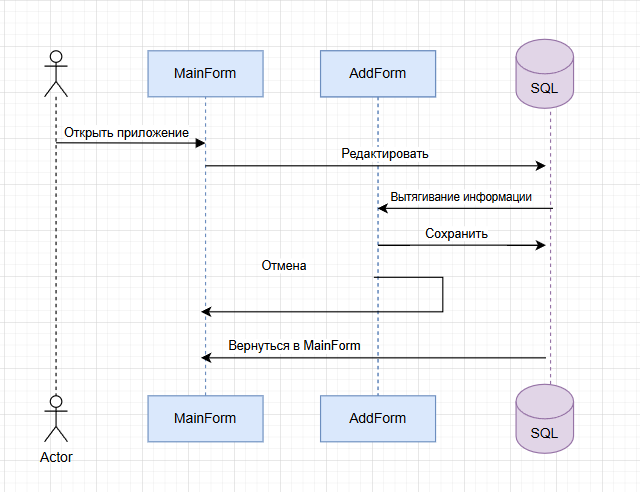 MainForm
AddForm
SQL
Открыть приложение
Редактировать
Вытягивание информации
Сохранить
Отмена
Вернуться в MainForm
MainForm
AddForm
SQL
Actor